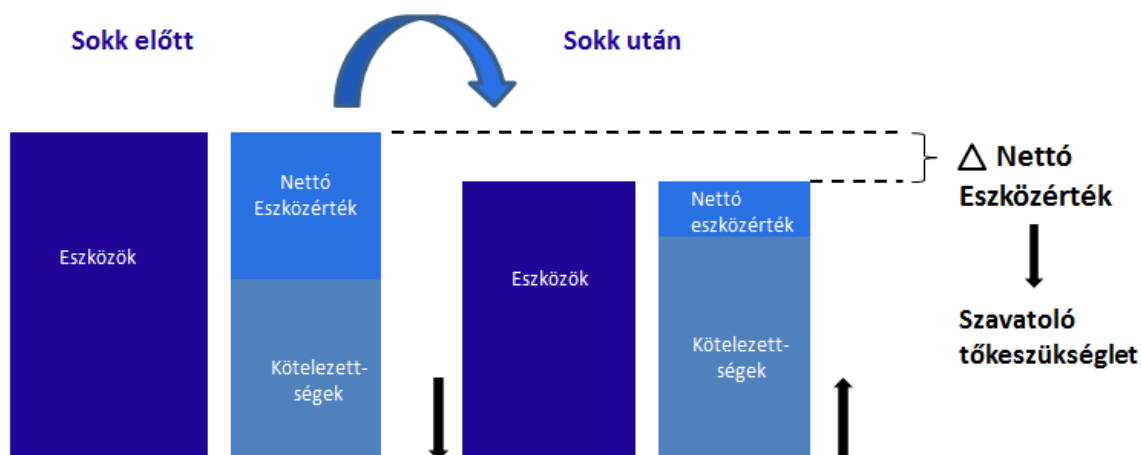 Sokk előtt
Sokk után
Eszközök
Nettó
Eszközérték
Kötelezett-
ségek
Eszközök
Nettó
eszközérték
Kötelezett-
ségek
△ Nettó
Eszközérték
Szavatoló
tőkeszükséglet